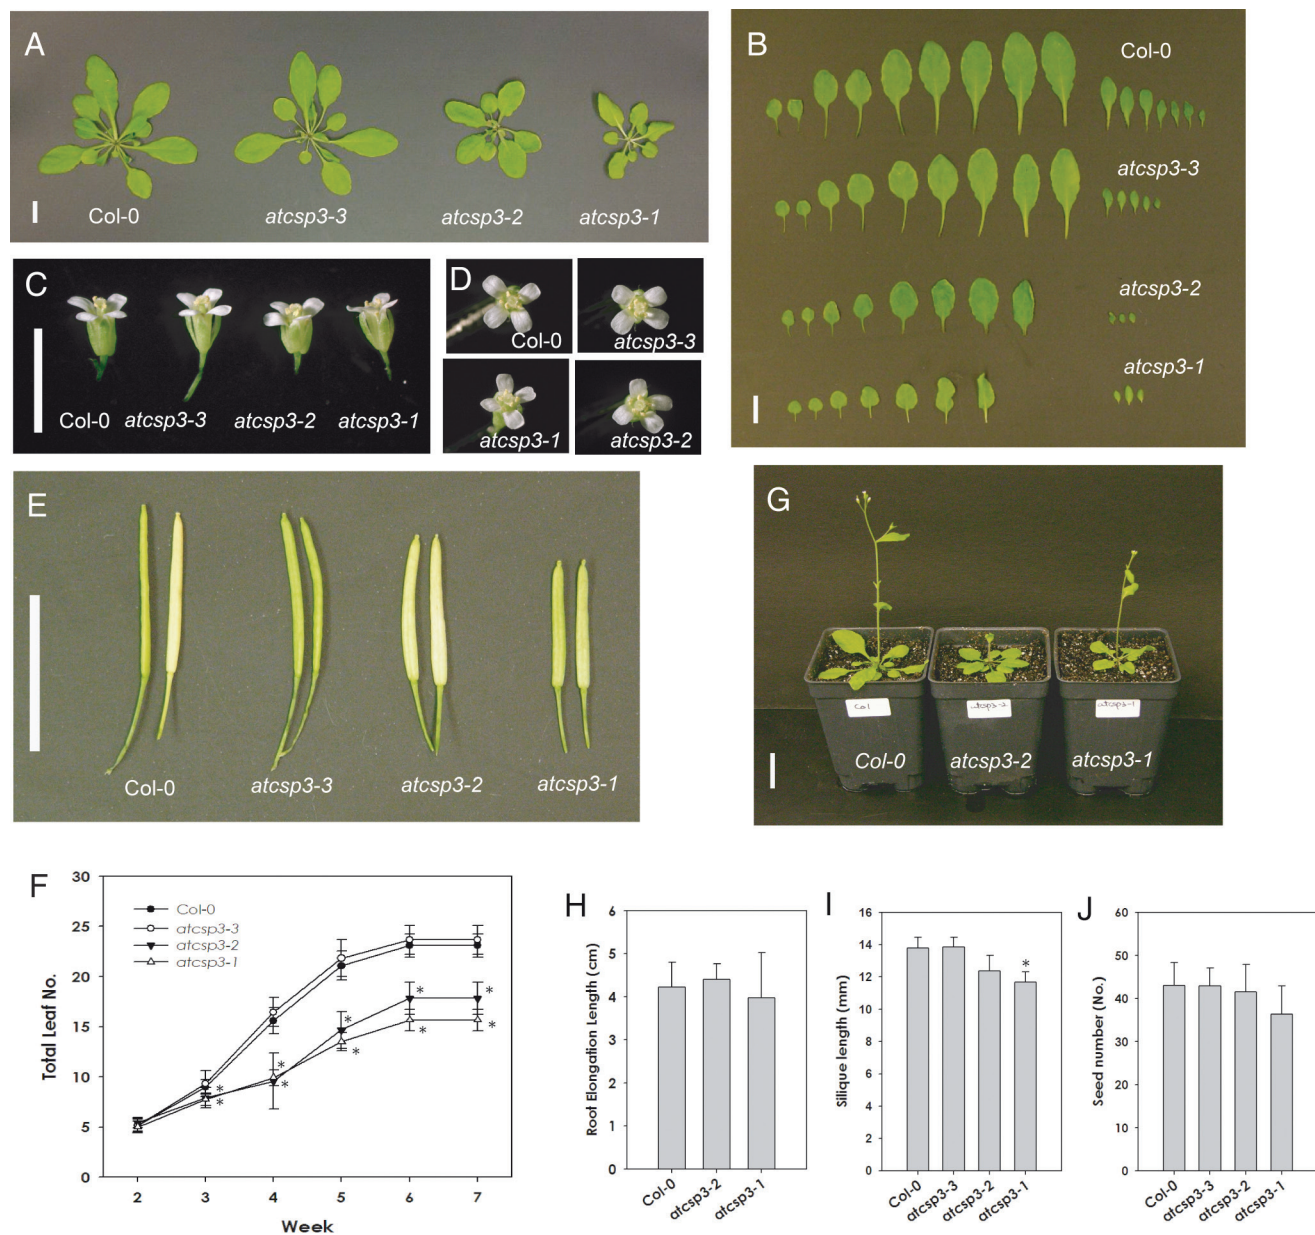 A
Col-0
atcsp3-3
atcsp3-2
atcsp3-1
B
Col-0
atcsp3-3
atcsp3-2
atcsp3-1
C
Col-0
atcsp3-3
atcsp3-2
atcsp3-1
D
Col-0
atcsp3-3
atcsp3-1
atcsp3-2
E
Col-0
atcsp3-3
atcsp3-2
atcsp3-1
G
Col
atcsp3-2
atcsp3-1
Col-0
atcsp3-2
atcsp3-1
F
Total Leaf No.
30
25
20
15
10
5
0
Col-0
atcsp3-3
atcsp3-2
atcsp3-1
* * * * * * * * * *
2 3 4 5 6 7
Week
H
Root Elongation Length (cm)
6
5
4
3
2
1
0
Col-0
atcsp3-2
atcsp3-1
I
Silique length (mm)
16
14
12
10
8
6
4
2
0
*
Col-0
atcsp3-3
atcsp3-2
atcsp3-1
J
Seed number (No.)
60
50
40
30
20
10
0
Col-0
atcsp3-3
atcsp3-2
atcsp3-1